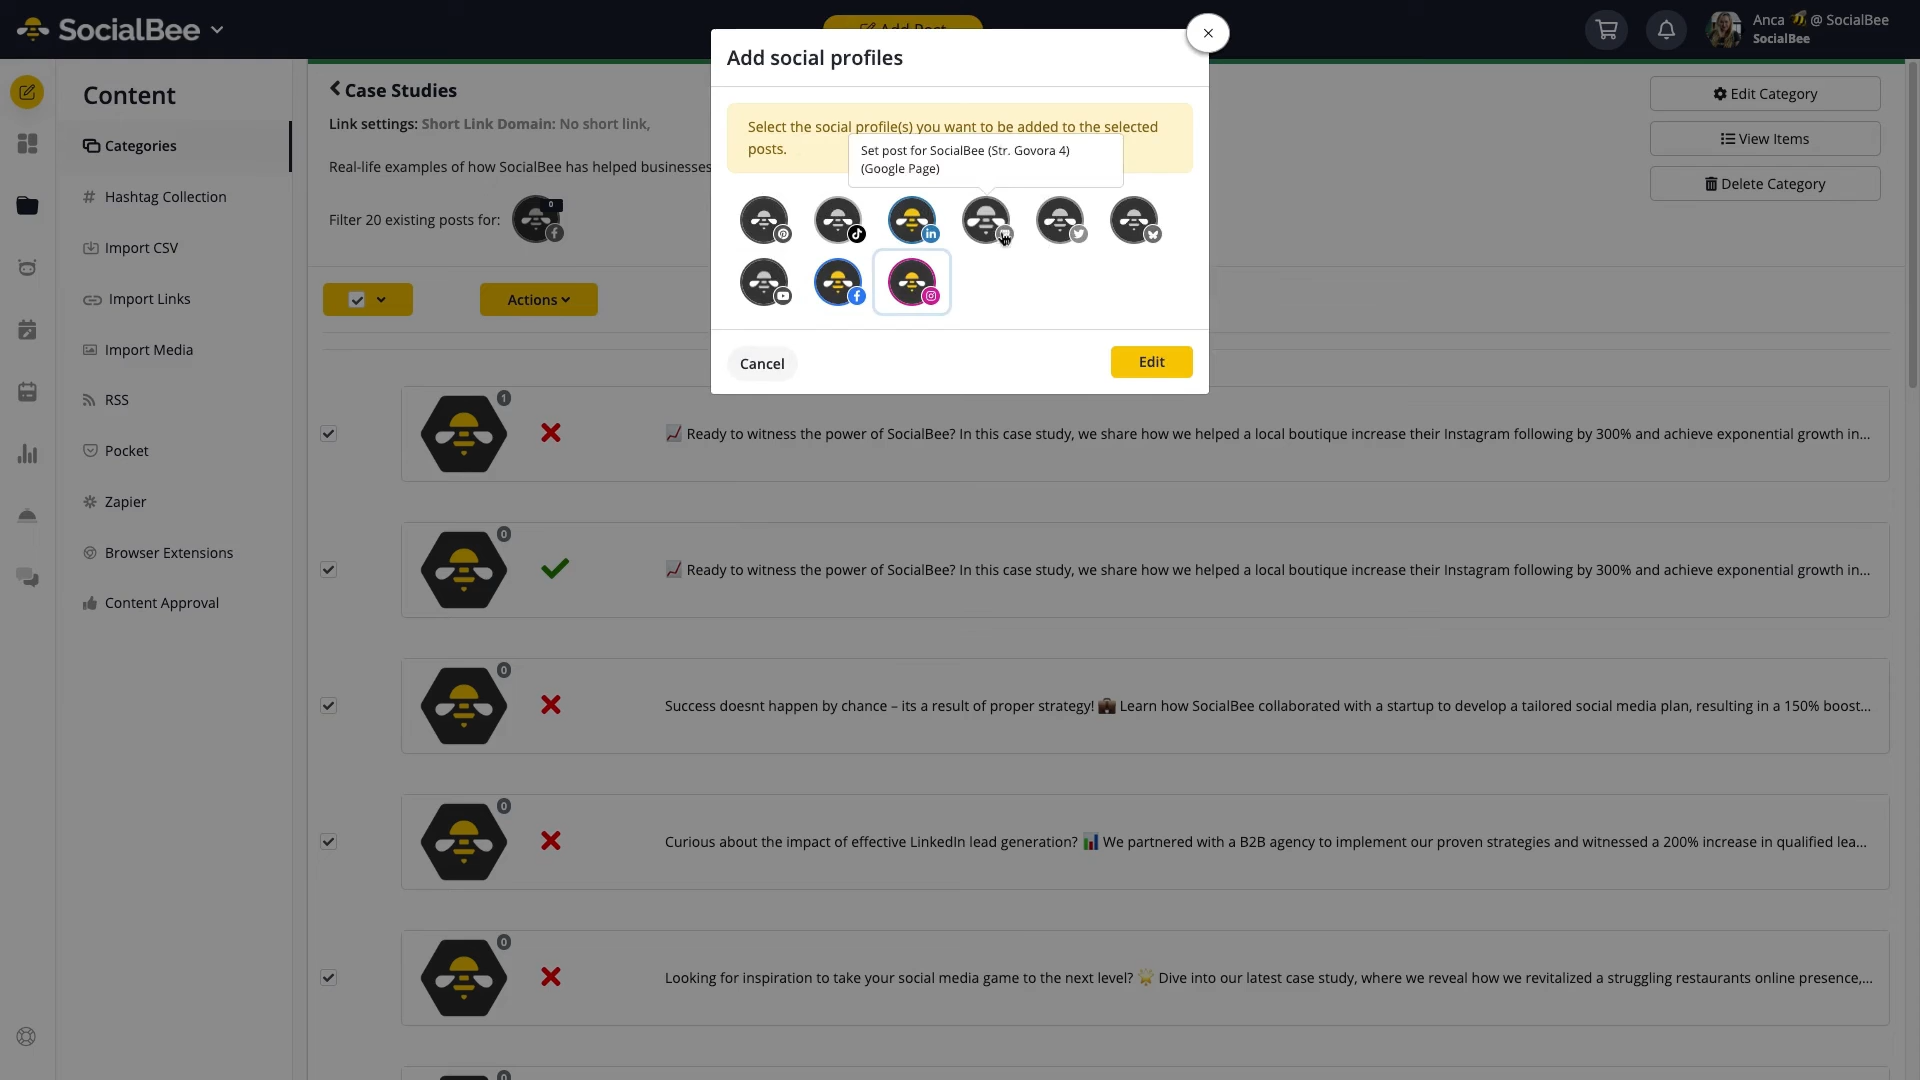 SocialBee
Add Post
Anca 🐝 @ SocialBee
SocialBee
Add social profiles
Select the social profile(s) you want to be added to the selected
posts.
Set post for SocialBee (Str. Govora 4)
(Google Page)
Cancel
Edit
Content
Categories
Hashtag Collection
Import CSV
Import Links
Import Media
RSS
Pocket
Zapier
Browser Extensions
Content Approval
Case Studies
Link settings: Short Link Domain: No short link,
Real-life examples of how SocialBee has helped businesses
Filter 20 existing posts for:
0
Edit Category
View Items
Delete Category
Actions
1
📈 Ready to witness the power of SocialBee? In this case study, we share how we helped a local boutique increase their Instagram following by 300% and achieve exponential growth in...
0
📈 Ready to witness the power of SocialBee? In this case study, we share how we helped a local boutique increase their Instagram following by 300% and achieve exponential growth in...
0
Success doesnt happen by chance – its a result of proper strategy! 💼 Learn how SocialBee collaborated with a startup to develop a tailored social media plan, resulting in a 150% boost...
0
Curious about the impact of effective LinkedIn lead generation? 📊 We partnered with a B2B agency to implement our proven strategies and witnessed a 200% increase in qualified lea...
0
Looking for inspiration to take your social media game to the next level? 🌟 Dive into our latest case study, where we reveal how we revitalized a struggling restaurants online presence,...
0